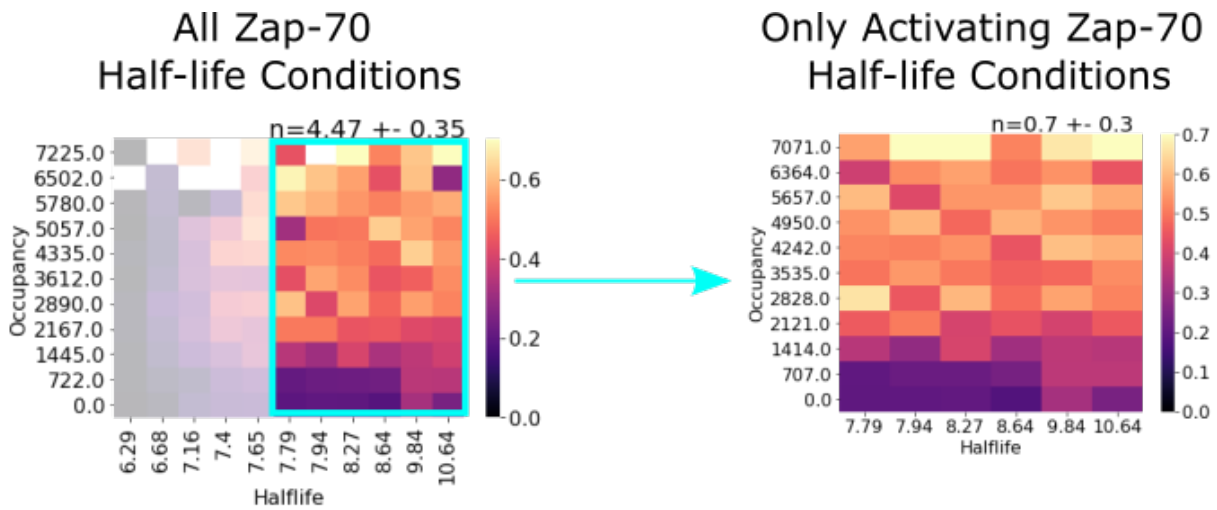 All Zap-70
Half-life Conditions
n=4.47 +- 0.35
Occupancy
7225.0
6502.0
5780.0
5057.0
4335.0
3612.0
2890.0
2167.0
1445.0
722.0
0.0
6.29 6.68 7.16 7.4 7.65 7.79 7.94 8.27 8.64 9.84 10.64
Halflife
0.6
0.4
0.2
0.0
Only Activating Zap-70
Half-life Conditions
n=0.7 +- 0.3
Occupancy
7071.0
6364.0
5657.0
4950.0
4242.0
3535.0
2828.0
2121.0
1414.0
707.0
0.0
7.79 7.94 8.27 8.64 9.84 10.64
Halflife
0.7
0.6
0.5
0.4
0.3
0.2
0.1
0.0